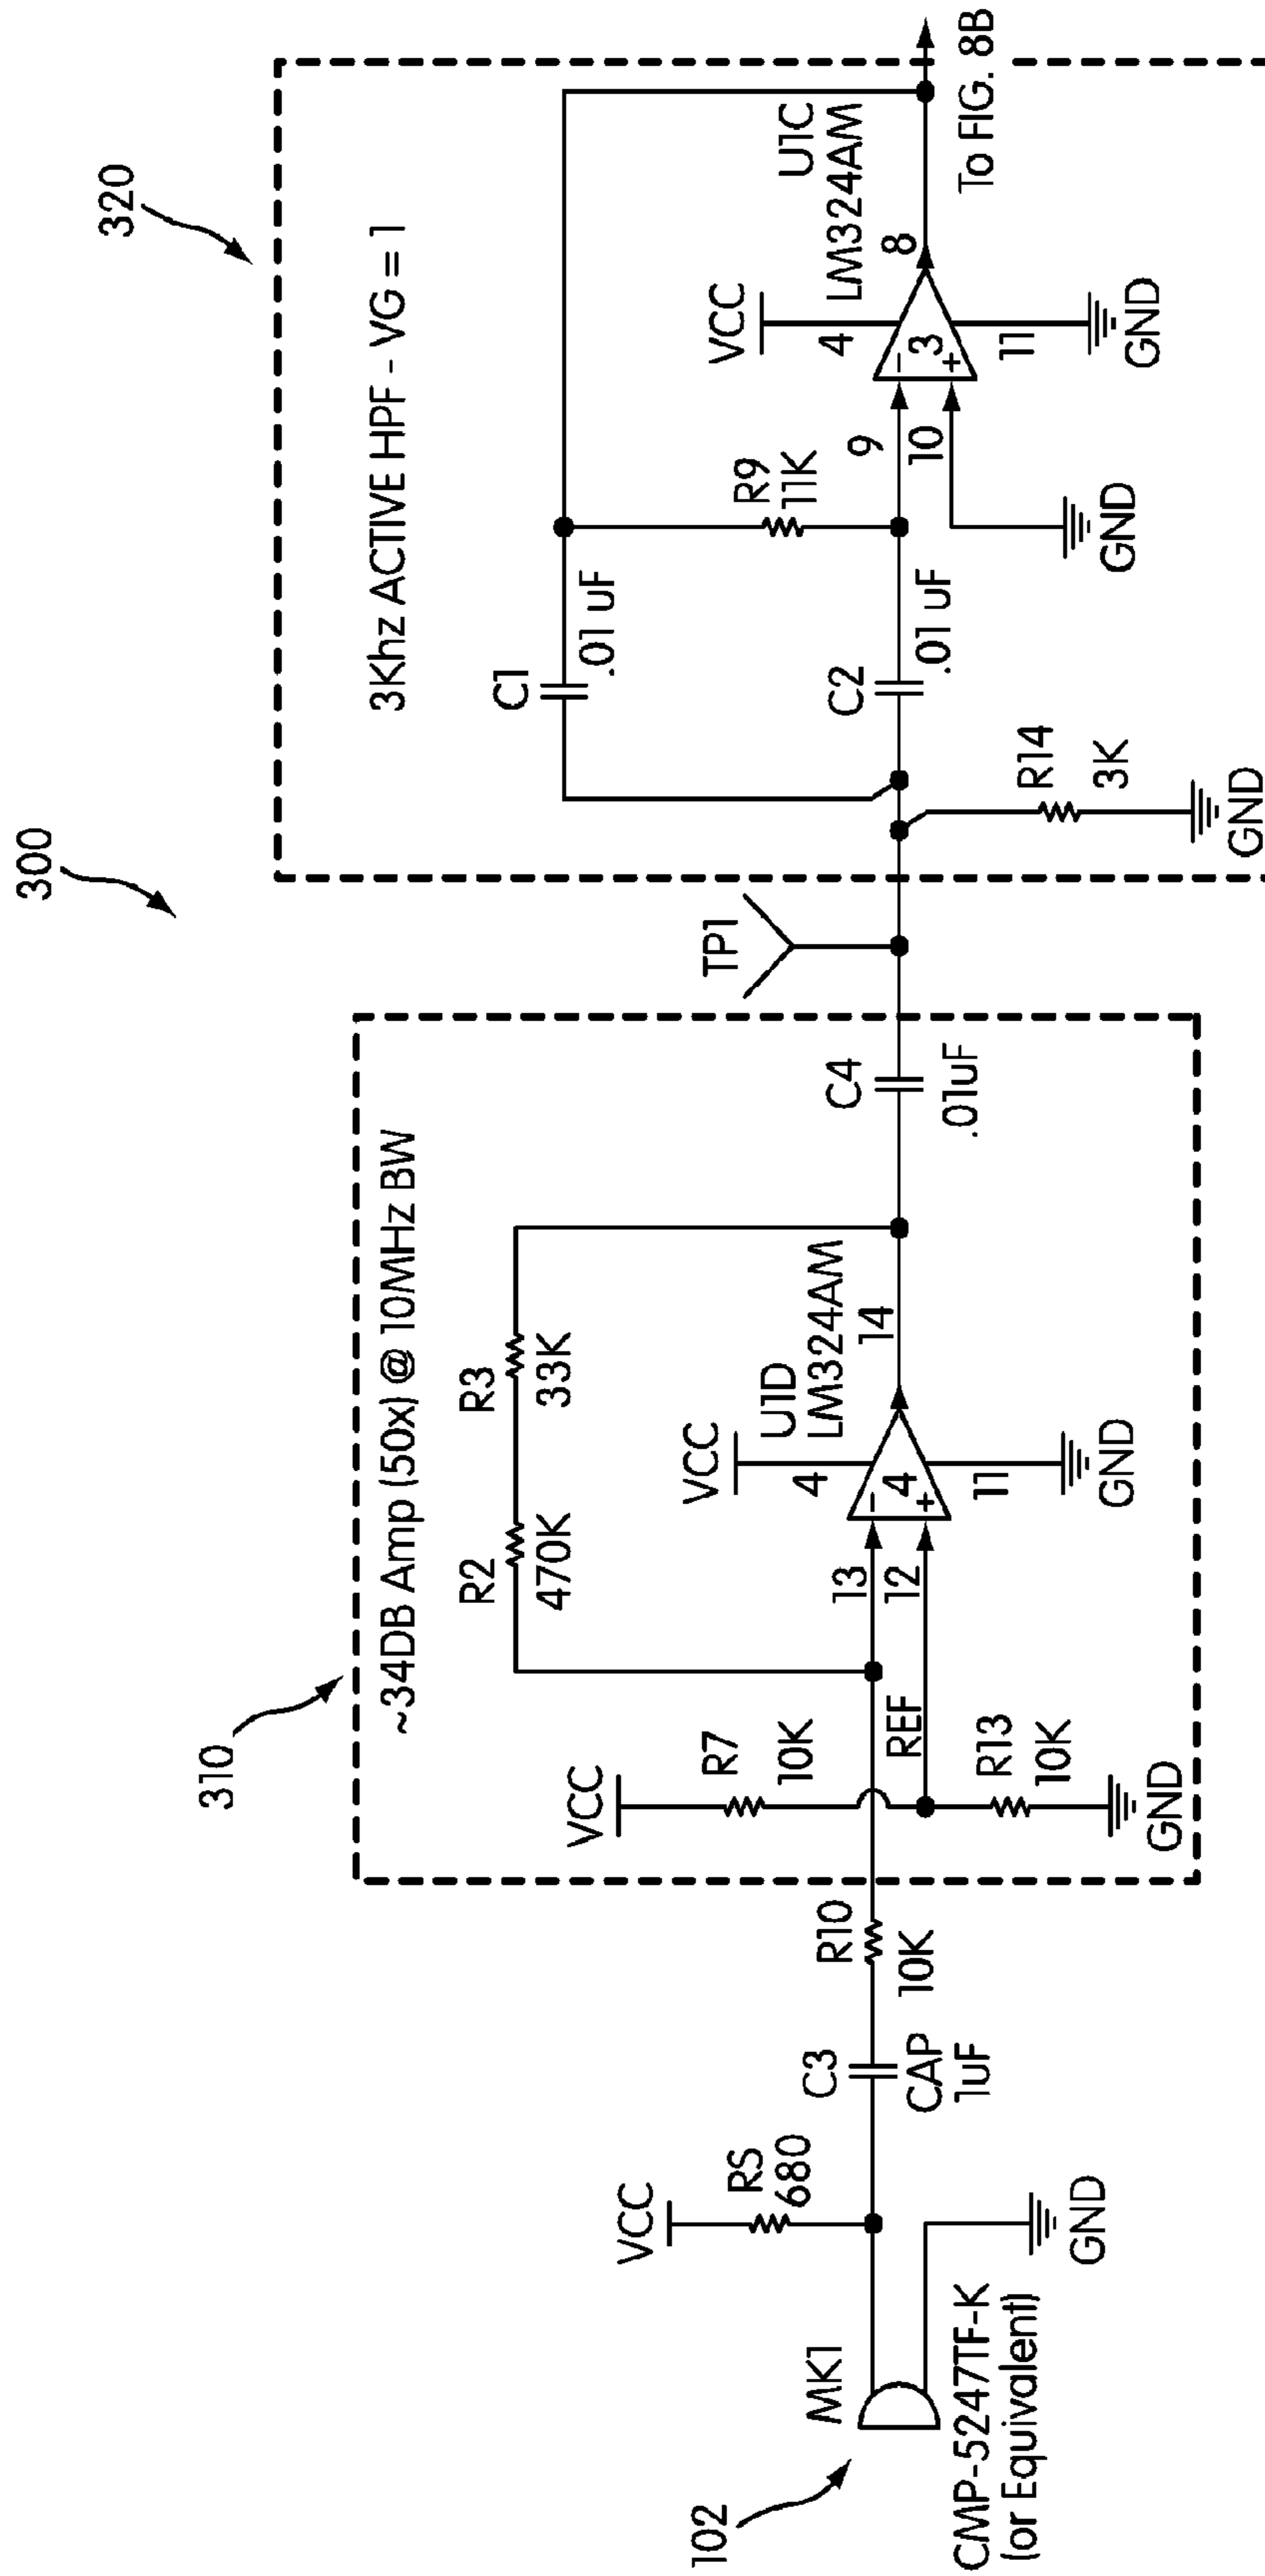 300
320
3Khz ACTIVE HPF - VG = 1
C1
.01 uF
R9
11K
VCC
4
U1C
LM324AM
9
10
-
3
+
8
11
GND
GND
C2
.01 uF
R14
3K
GND
To FIG. 8B
TP1
310
~34DB Amp (50x) @ 10MHz BW
R2
470K
R3
33K
VCC
R7
10K
REF
R13
10K
GND
VCC
4
U1D
LM324AM
13
12
-
4
+
14
11
GND
C4
.01uF
R10
10K
C3
CAP
1uF
VCC
RS
680
GND
MK1
102
CMP-5247TF-K
(or Equivalent)